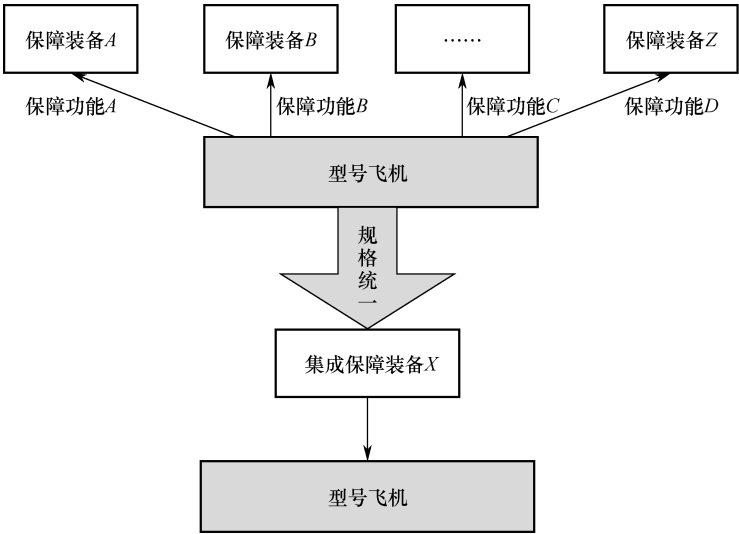 保障装备A
保障装备B
……
保障装备Z
保障功能A
保障功能B
保障功能C
保障功能D
型号飞机
规
格
统
一
集成保障装备X
型号飞机